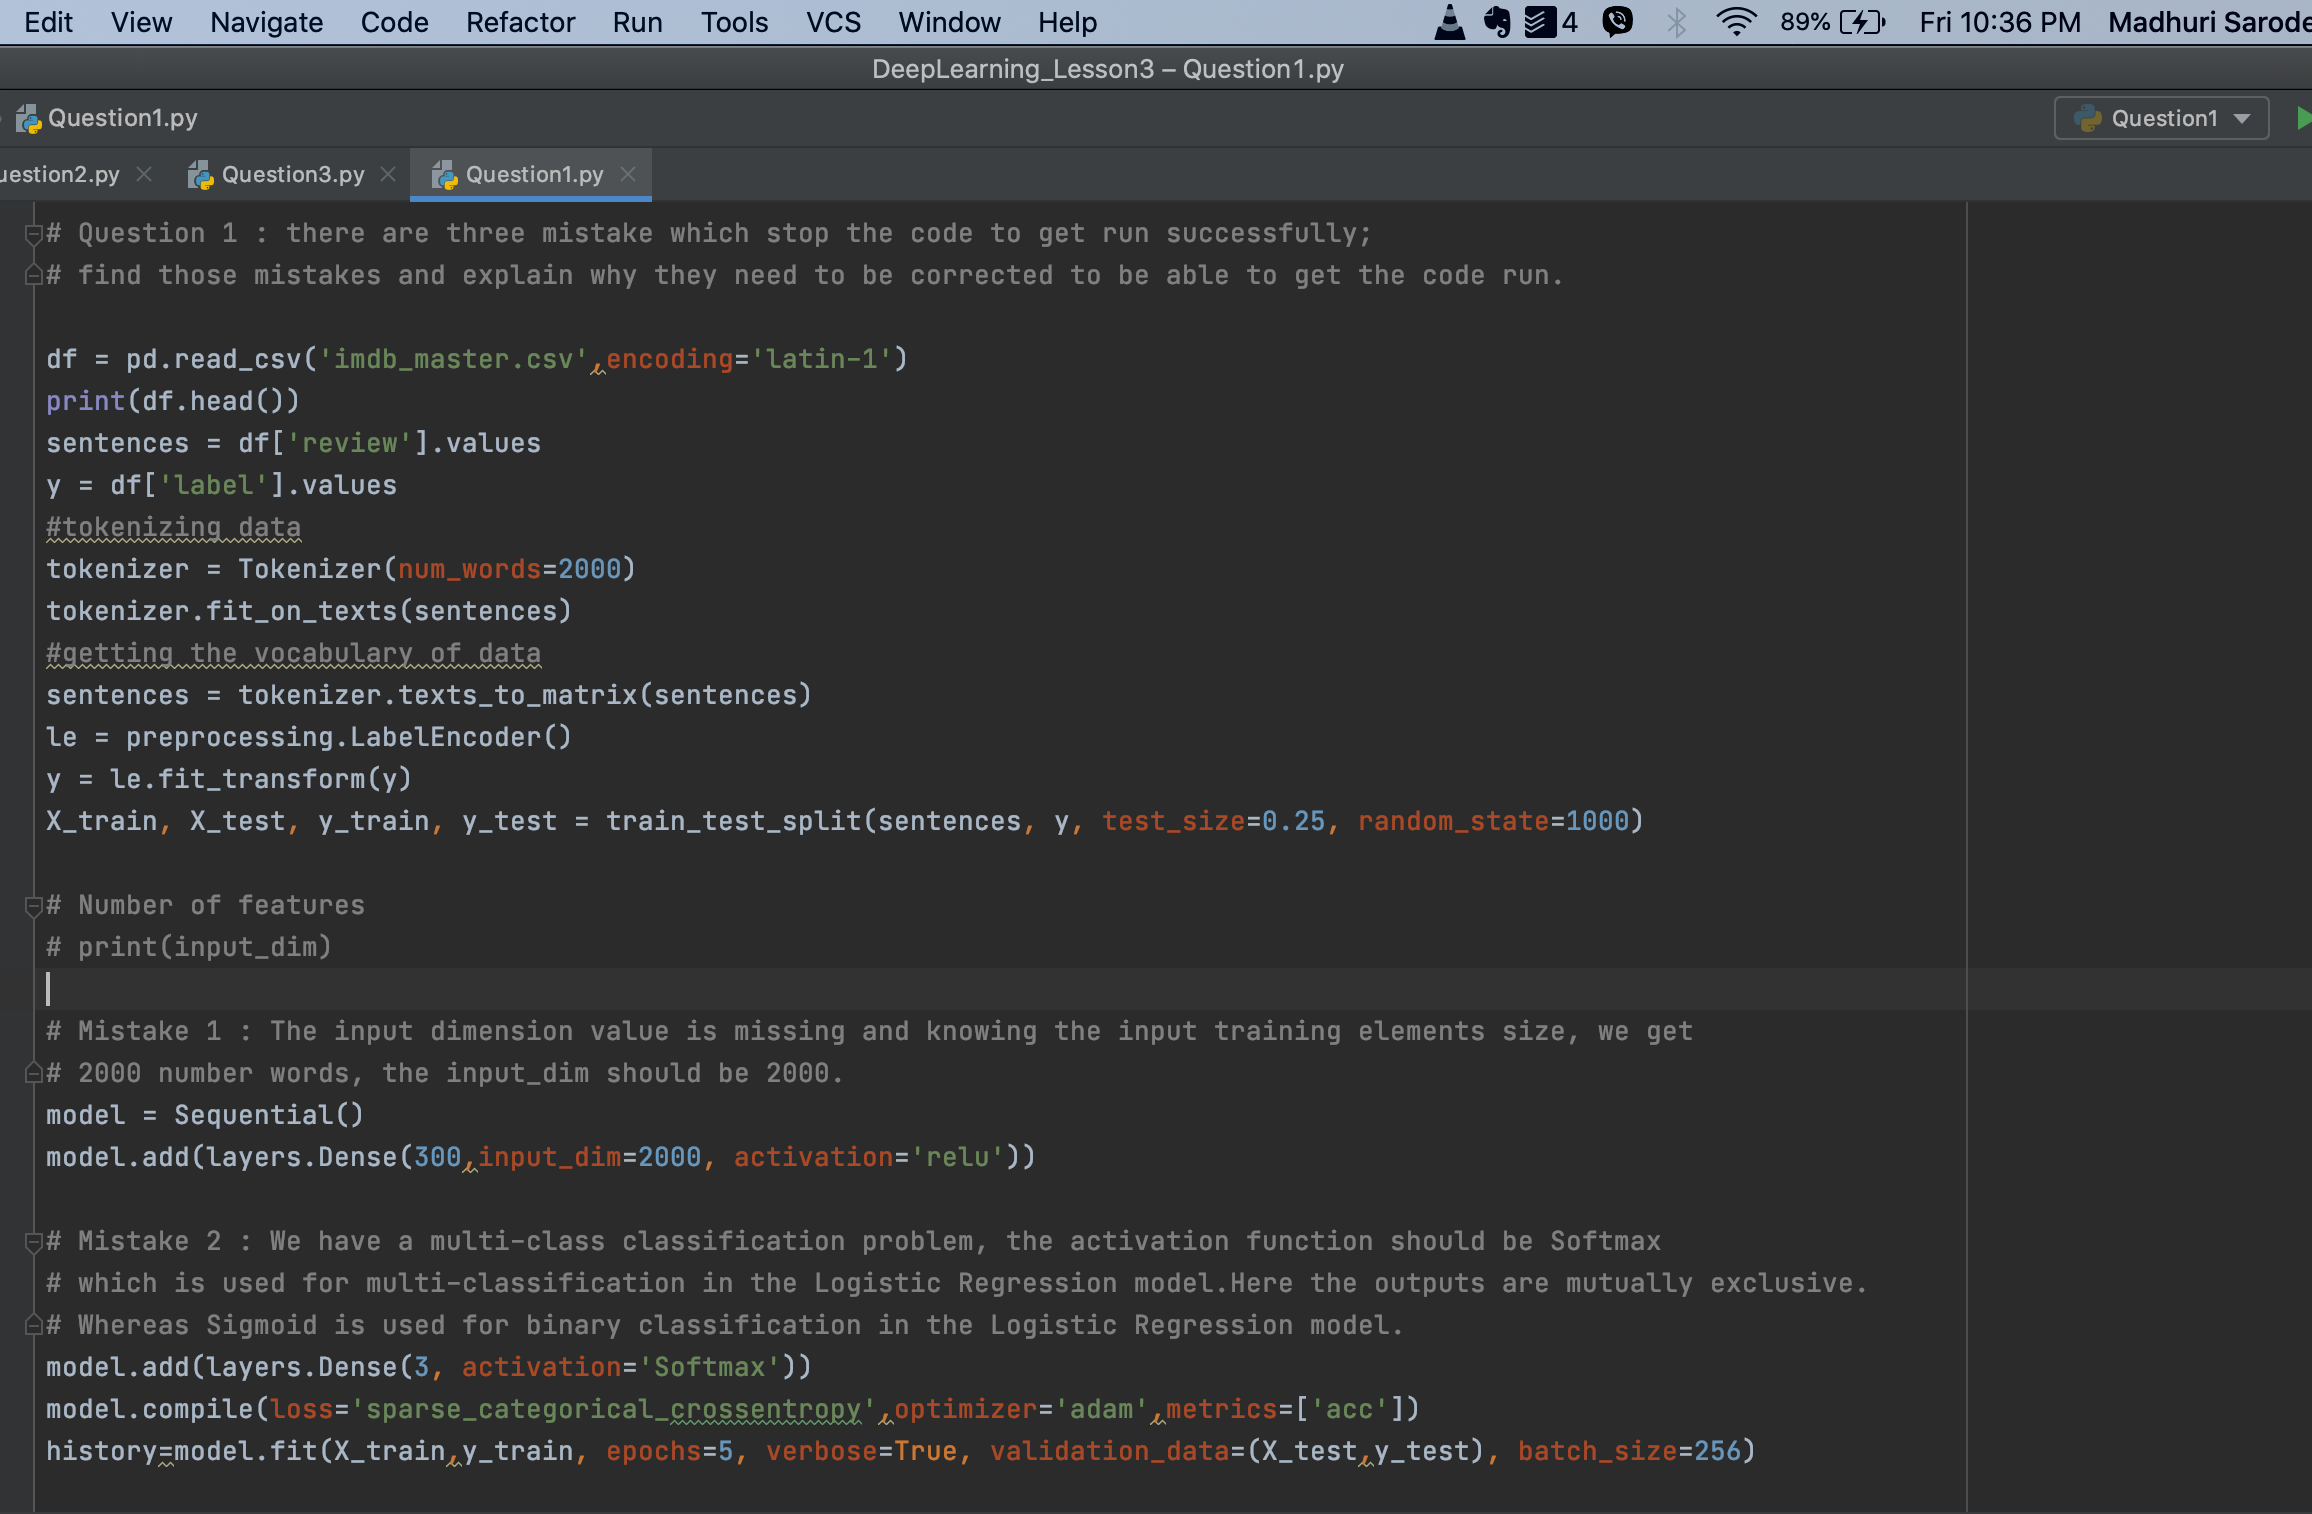 Edit View Navigate Code Refactor Run Tools VCS Window Help 4 89% Fri 10:36 PM Madhuri Sarode
DeepLearning_Lesson3 – Question1.py
Question1.py Question1
uestion2.py Question3.py Question1.py
# Question 1 : there are three mistake which stop the code to get run successfully;
# find those mistakes and explain why they need to be corrected to be able to get the code run.
df = pd.read_csv('imdb_master.csv',encoding='latin-1')
print(df.head())
sentences = df['review'].values
y = df['label'].values
#tokenizing data
tokenizer = Tokenizer(num_words=2000)
tokenizer.fit_on_texts(sentences)
#getting the vocabulary of data
sentences = tokenizer.texts_to_matrix(sentences)
le = preprocessing.LabelEncoder()
y = le.fit_transform(y)
X_train, X_test, y_train, y_test = train_test_split(sentences, y, test_size=0.25, random_state=1000)
# Number of features
# print(input_dim)
# Mistake 1 : The input dimension value is missing and knowing the input training elements size, we get
# 2000 number words, the input_dim should be 2000.
model = Sequential()
model.add(layers.Dense(300,input_dim=2000, activation='relu'))
# Mistake 2 : We have a multi-class classification problem, the activation function should be Softmax
# which is used for multi-classification in the Logistic Regression model.Here the outputs are mutually exclusive.
# Whereas Sigmoid is used for binary classification in the Logistic Regression model.
model.add(layers.Dense(3, activation='Softmax'))
model.compile(loss='sparse_categorical_crossentropy',optimizer='adam',metrics=['acc'])
history=model.fit(X_train,y_train, epochs=5, verbose=True, validation_data=(X_test,y_test), batch_size=256)